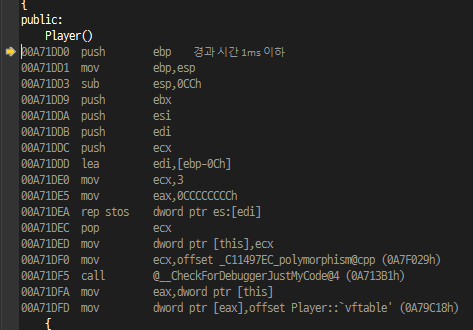 {
public:
Player()
00A71DD0 push ebp 경과 시간 1ms 이하
00A71DD1 mov ebp,esp
00A71DD3 sub esp,0CCh
00A71DD9 push ebx
00A71DDA push esi
00A71DDB push edi
00A71DDC push ecx
00A71DDD lea edi,[ebp-0Ch]
00A71DE0 mov ecx,3
00A71DE5 mov eax,0CCCCCCCCh
00A71DEA rep stos dword ptr es:[edi]
00A71DEC pop ecx
00A71DED mov dword ptr [this],ecx
00A71DF0 mov ecx,offset _C11497EC_polymorphism@cpp (0A7F029h)
00A71DF5 call @__CheckForDebuggerJustMyCode@4 (0A713B1h)
00A71DFA mov eax,dword ptr [this]
00A71DFD mov dword ptr [eax],offset Player::`vftable' (0A79C18h)
{